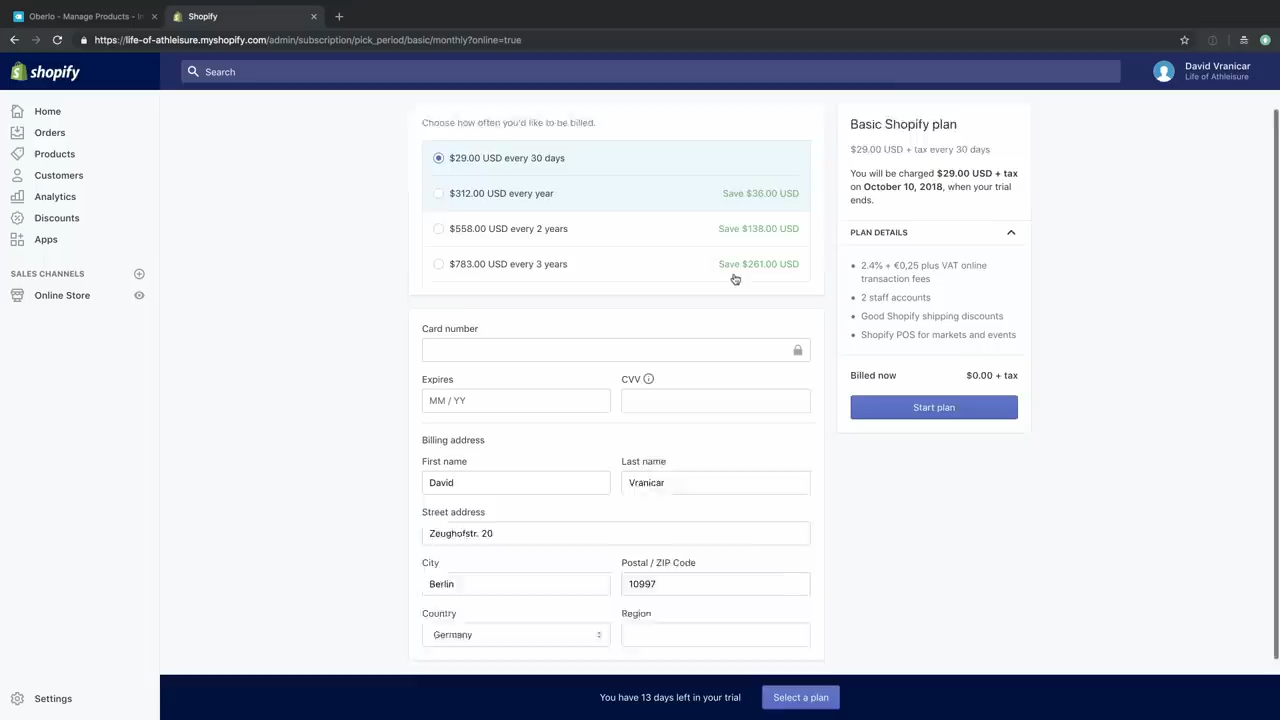 Oberlo - Manage Products - I
Shopify
https://life-of-athleisure.myshopify.com/admin/subscription/pick_period/basic/monthly?online=true
shopify
Search
David Vranicar
Life of Athleisure
Home
Orders
Products
Customers
Analytics
Discounts
Apps
SALES CHANNELS
Online Store
Settings
Choose how often you'd like to be billed.
$29.00 USD every 30 days
$312.00 USD every year Save $36.00 USD
$558.00 USD every 2 years Save $138.00 USD
$783.00 USD every 3 years Save $261.00 USD
Card number
Expires CVV
MM / YY
Billing address
First name Last name
David Vranicar
Street address
Zeughofstr. 20
City Postal / ZIP Code
Berlin 10997
Country Region
Germany
Basic Shopify plan
$29.00 USD + tax every 30 days
You will be charged $29.00 USD + tax
on October 10, 2018, when your trial
ends.
PLAN DETAILS
• 2.4% + €0,25 plus VAT online
transaction fees
• 2 staff accounts
• Good Shopify shipping discounts
• Shopify POS for markets and events
Billed now $0.00 + tax
Start plan
You have 13 days left in your trial Select a plan